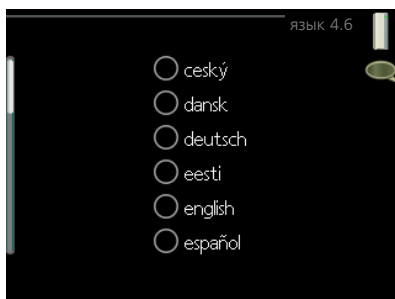 язык 4.6
ceský
dansk
deutsch
eesti
english
español